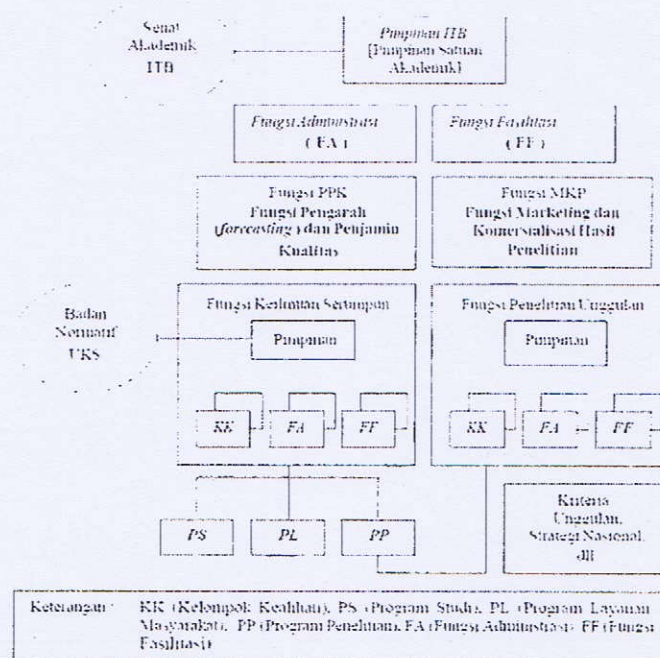 Senat
Akademik
ITB
Pimpinan ITB
[Pimpinan Satuan
Akademik]
Fungsi Administrasi
( FA )
Fungsi Fasilitasi
( FF )
Fungsi PPK
Fungsi Pengarah
(forecasting) dan Penjamin
Kualitas
Fungsi MKP
Fungsi Marketing dan
Komersialisasi Hasil
Penelitian
Badan
Normatif
UKS
Fungsi Keilmuan Serumpun
Pimpinan
KK
FA
FF
Fungsi Penelitian Unggulan
Pimpinan
KK
FA
FF
PS
PL
PP
Kriteria
Unggulan,
Strategi Nasional,
dll
Keterangan : KK (Kelompok Keahlian), PS (Program Studi), PL (Program Layanan
Masyarakat), PP (Program Penelitian), FA (Fungsi Administrasi) FF (Fungsi
Fasilitasi)